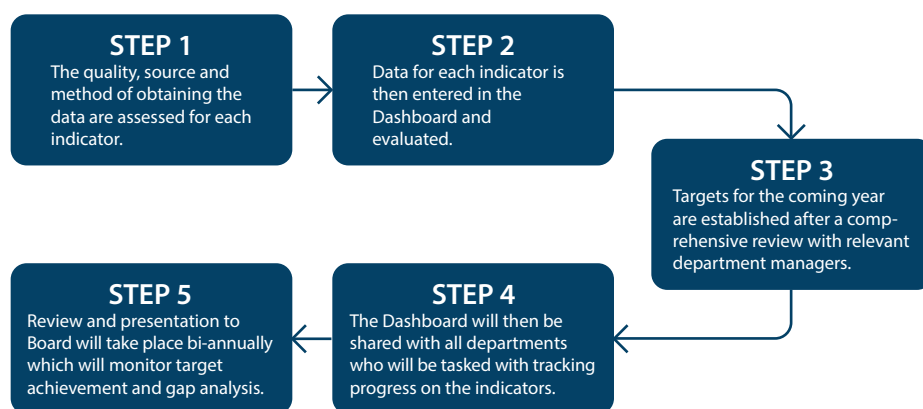 STEP 1
The quality, source and
method of obtaining the
data are assessed for each
indicator.
STEP 2
Data for each indicator is
then entered in the
Dashboard and
evaluated.
STEP 3
Targets for the coming year
are established after a comp-
rehensive review with relevant
department managers.
STEP 4
The Dashboard will then be
shared with all departments
who will be tasked with tracking
progress on the indicators.
STEP 5
Review and presentation to
Board will take place bi-annually
which will monitor target
achievement and gap analysis.